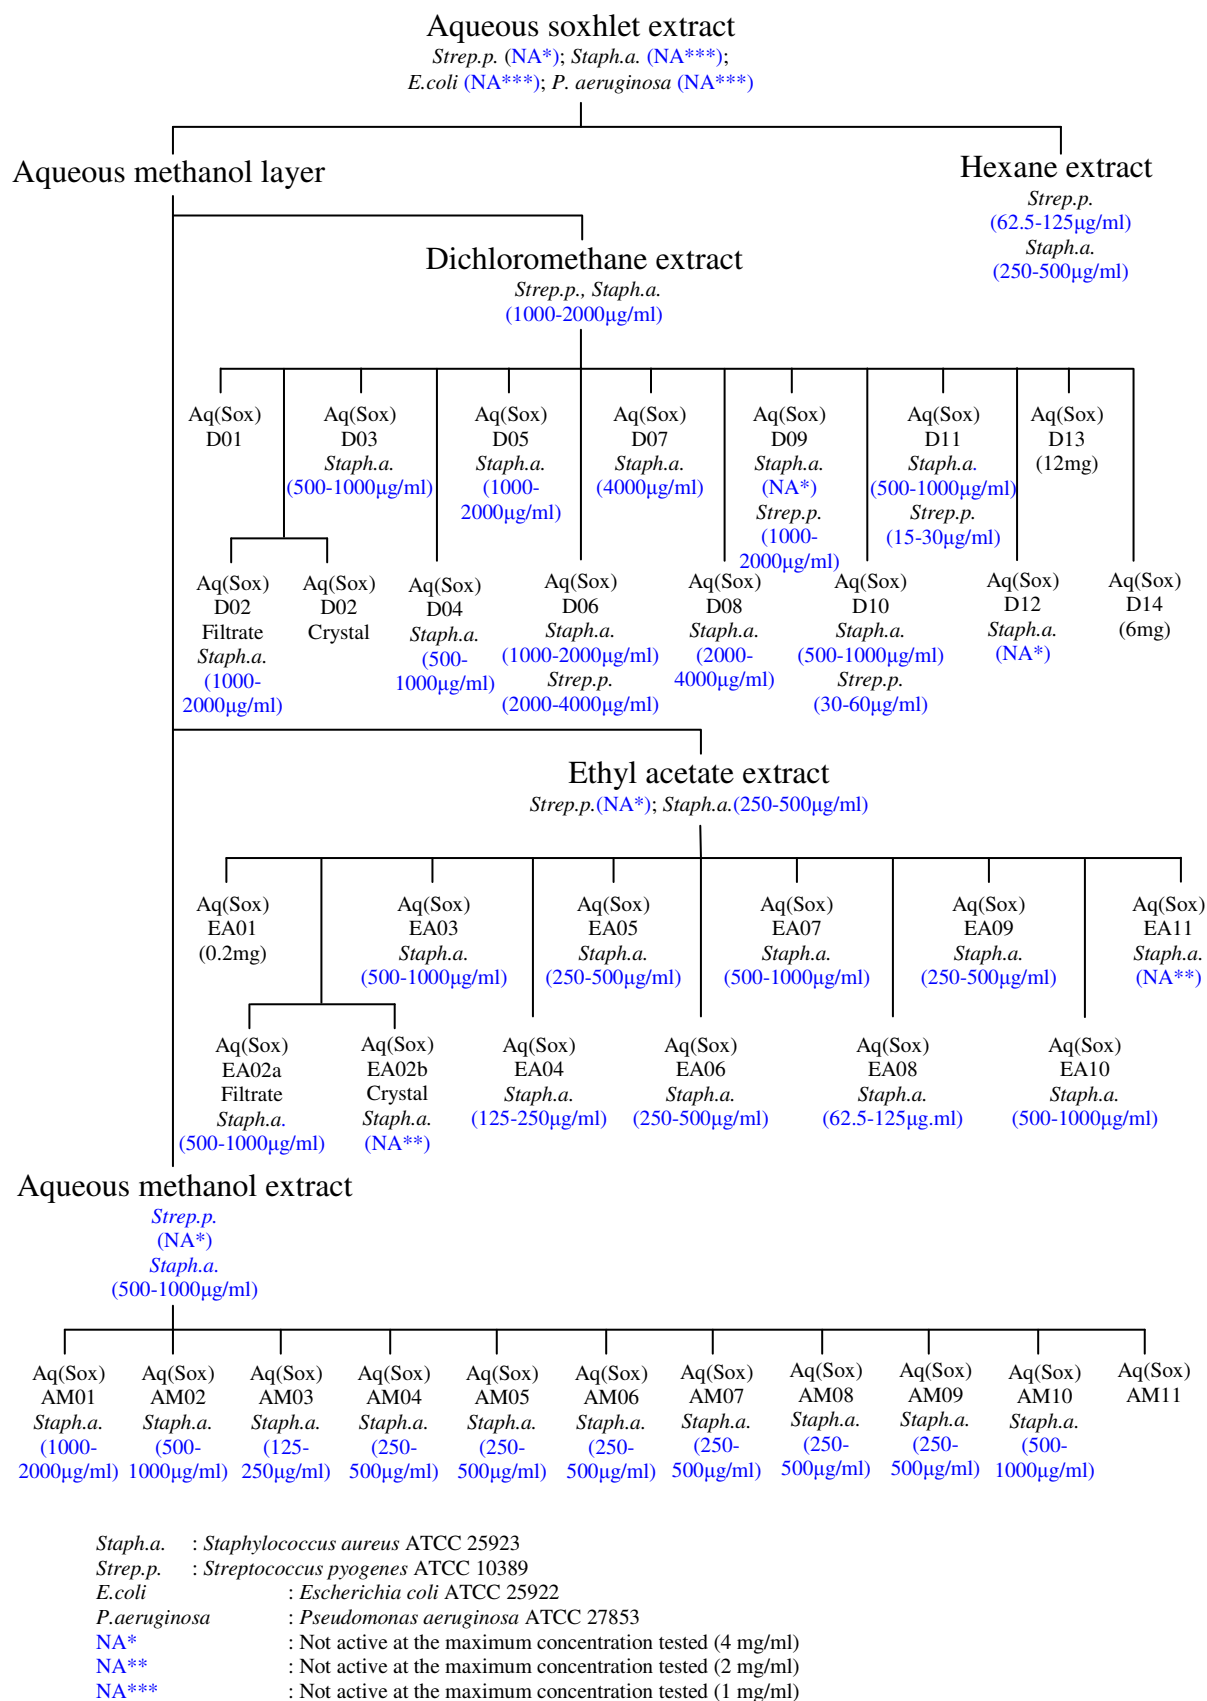 Aqueous soxhlet extract
Strep.p. (NA*); Staph.a. (NA***);
E.coli (NA***); P. aeruginosa (NA***)
Aqueous methanol layer
Hexane extract
Strep.p.
(62.5-125µg/ml)
Staph.a.
(250-500µg/ml)
Dichloromethane extract
Strep.p., Staph.a.
(1000-2000µg/ml)
Aq(Sox)
D01
Aq(Sox)
D03
Staph.a.
(500-1000µg/ml)
Aq(Sox)
D05
Staph.a.
(1000-
2000µg/ml)
Aq(Sox)
D07
Staph.a.
(4000µg/ml)
Aq(Sox)
D09
Staph.a.
(NA*)
Strep.p.
(1000-
2000µg/ml)
Aq(Sox)
D11
Staph.a.
(500-1000µg/ml)
Strep.p.
(15-30µg/ml)
Aq(Sox)
D13
(12mg)
Aq(Sox)
D02
Filtrate
Staph.a.
(1000-
2000µg/ml)
Aq(Sox)
D02
Crystal
Aq(Sox)
D04
Staph.a.
(500-
1000µg/ml)
Aq(Sox)
D06
Staph.a.
(1000-2000µg/ml)
Strep.p.
(2000-4000µg/ml)
Aq(Sox)
D08
Staph.a.
(2000-
4000µg/ml)
Aq(Sox)
D10
Staph.a.
(500-1000µg/ml)
Strep.p.
(30-60µg/ml)
Aq(Sox)
D12
Staph.a.
(NA*)
Aq(Sox)
D14
(6mg)
Ethyl acetate extract
Strep.p.(NA*); Staph.a.(250-500µg/ml)
Aq(Sox)
EA01
(0.2mg)
Aq(Sox)
EA03
Staph.a.
(500-1000µg/ml)
Aq(Sox)
EA05
Staph.a.
(250-500µg/ml)
Aq(Sox)
EA07
Staph.a.
(500-1000µg/ml)
Aq(Sox)
EA09
Staph.a.
(250-500µg/ml)
Aq(Sox)
EA11
Staph.a.
(NA**)
Aq(Sox)
EA02a
Filtrate
Staph.a.
(500-1000µg/ml)
Aq(Sox)
EA02b
Crystal
Staph.a.
(NA**)
Aq(Sox)
EA04
Staph.a.
(125-250µg/ml)
Aq(Sox)
EA06
Staph.a.
(250-500µg/ml)
Aq(Sox)
EA08
Staph.a.
(62.5-125µg.ml)
Aq(Sox)
EA10
Staph.a.
(500-1000µg/ml)
Aqueous methanol extract
Strep.p.
(NA*)
Staph.a.
(500-1000µg/ml)
Aq(Sox)
AM01
Staph.a.
(1000-
2000µg/ml)
Aq(Sox)
AM02
Staph.a.
(500-
1000µg/ml)
Aq(Sox)
AM03
Staph.a.
(125-
250µg/ml)
Aq(Sox)
AM04
Staph.a.
(250-
500µg/ml)
Aq(Sox)
AM05
Staph.a.
(250-
500µg/ml)
Aq(Sox)
AM06
Staph.a.
(250-
500µg/ml)
Aq(Sox)
AM07
Staph.a.
(250-
500µg/ml)
Aq(Sox)
AM08
Staph.a.
(250-
500µg/ml)
Aq(Sox)
AM09
Staph.a.
(250-
500µg/ml)
Aq(Sox)
AM10
Staph.a.
(500-
1000µg/ml)
Aq(Sox)
AM11
Staph.a. : Staphylococcus aureus ATCC 25923
Strep.p. : Streptococcus pyogenes ATCC 10389
E.coli : Escherichia coli ATCC 25922
P.aeruginosa : Pseudomonas aeruginosa ATCC 27853
NA* : Not active at the maximum concentration tested (4 mg/ml)
NA** : Not active at the maximum concentration tested (2 mg/ml)
NA*** : Not active at the maximum concentration tested (1 mg/ml)